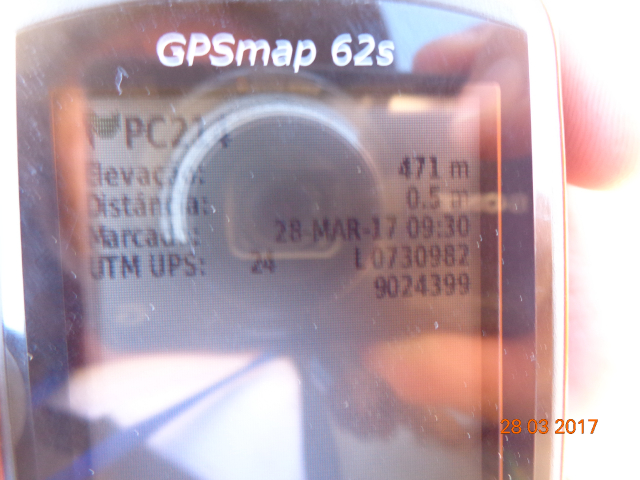 GPSmap 62s
PC214
Elevação: 471 m
Distância: 0.5 m
Marcado: 28-MAR-17 09:30
UTM UPS: 24 L 0730982
9024399
28 03 2017